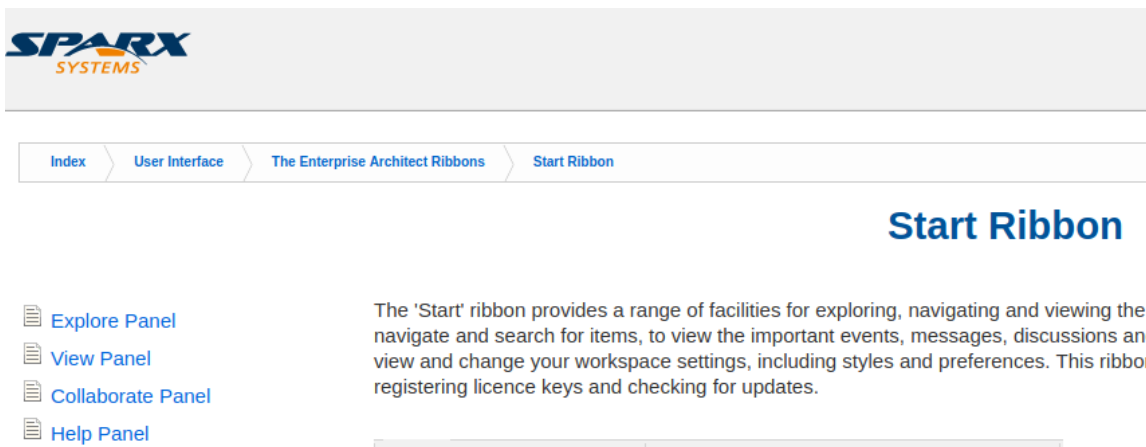 SPARX
SYSTEMS
Index User Interface The Enterprise Architect Ribbons Start Ribbon
Start Ribbon
Explore Panel
View Panel
Collaborate Panel
Help Panel
The 'Start' ribbon provides a range of facilities for exploring, navigating and viewing the
navigate and search for items, to view the important events, messages, discussions an
view and change your workspace settings, including styles and preferences. This ribbo
registering licence keys and checking for updates.